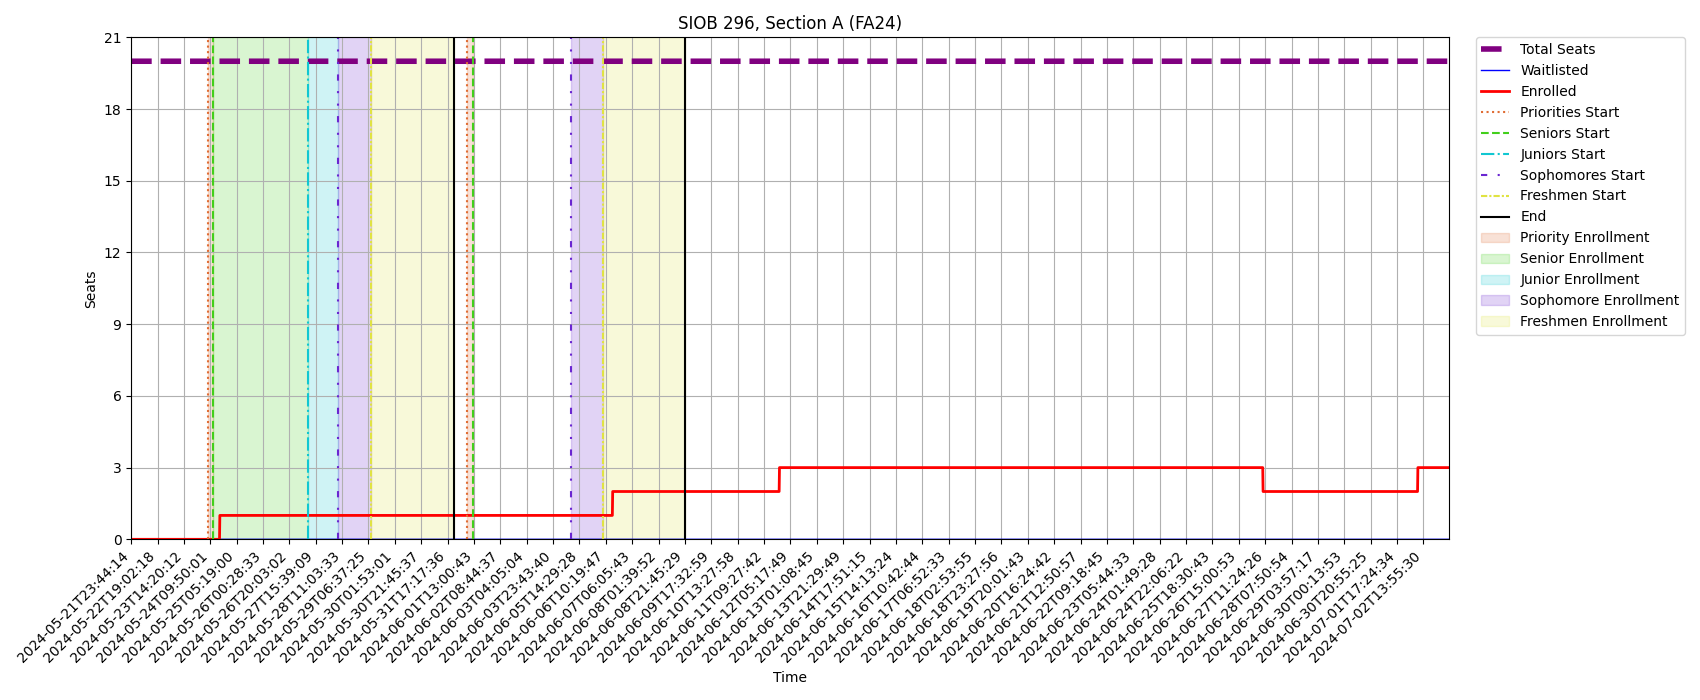 SIOB 296, Section A (FA24)
21
18
15
12
9
6
3
0
Seats
2024-05-21T23:44:14
2024-05-22T19:02:18
2024-05-23T14:20:12
2024-05-24T09:50:01
2024-05-25T05:19:00
2024-05-26T00:28:33
2024-05-26T20:03:02
2024-05-27T15:39:09
2024-05-28T11:03:33
2024-05-29T06:37:25
2024-05-30T01:53:01
2024-05-30T21:45:37
2024-05-31T17:17:36
2024-06-01T13:00:43
2024-06-02T08:44:37
2024-06-03T04:05:04
2024-06-03T23:43:40
2024-06-05T14:29:28
2024-06-06T10:19:47
2024-06-07T06:05:43
2024-06-08T01:39:52
2024-06-08T21:45:29
2024-06-09T17:32:59
2024-06-10T13:27:58
2024-06-11T09:27:42
2024-06-12T05:17:49
2024-06-13T01:08:45
2024-06-13T21:29:49
2024-06-14T17:51:15
2024-06-15T14:13:24
2024-06-16T10:42:44
2024-06-17T06:52:33
2024-06-18T02:53:55
2024-06-18T23:27:56
2024-06-19T20:01:43
2024-06-20T16:24:42
2024-06-21T12:50:57
2024-06-22T09:18:45
2024-06-23T05:44:33
2024-06-24T01:49:28
2024-06-24T22:06:22
2024-06-25T18:30:43
2024-06-26T15:00:53
2024-06-27T11:24:26
2024-06-28T07:50:54
2024-06-29T03:57:17
2024-06-30T00:13:53
2024-06-30T20:55:25
2024-07-01T17:24:34
2024-07-02T13:55:30
Time
Total Seats
Waitlisted
Enrolled
Priorities Start
Seniors Start
Juniors Start
Sophomores Start
Freshmen Start
End
Priority Enrollment
Senior Enrollment
Junior Enrollment
Sophomore Enrollment
Freshmen Enrollment